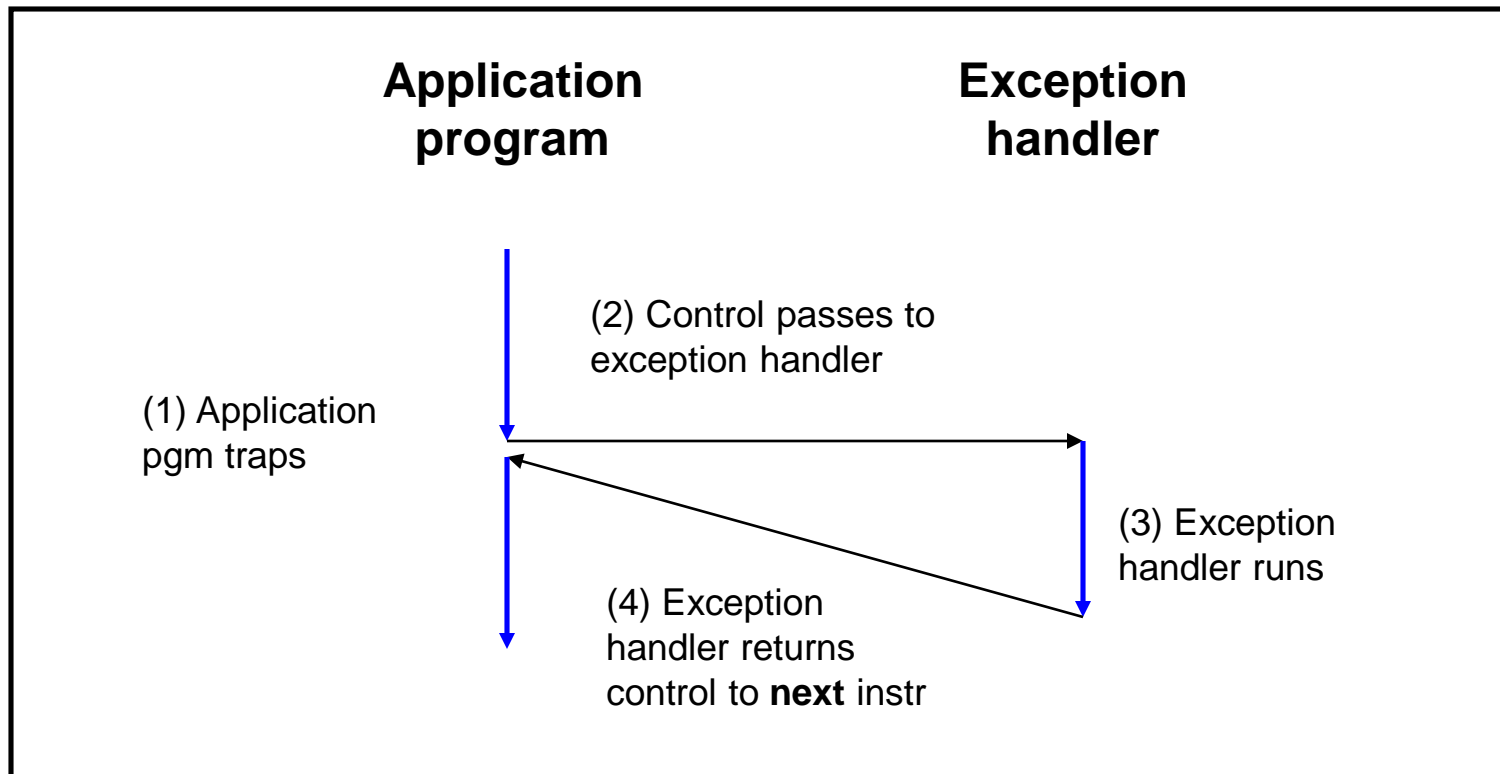 Application
program
Exception
handler
(2) Control passes to
exception handler
(1) Application
pgm traps
(3) Exception
handler runs
(4) Exception
handler returns
control to next instr